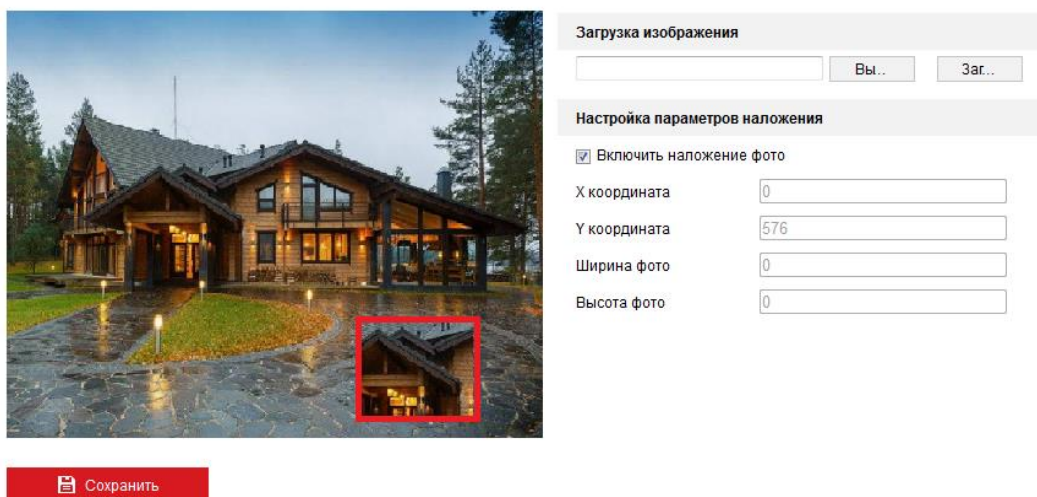 Загрузка изображения
Вы..
Заг...
Настройка параметров наложения
Включить наложение фото
X координата
0
Y координата
576
Ширина фото
0
Высота фото
0
Сохранить